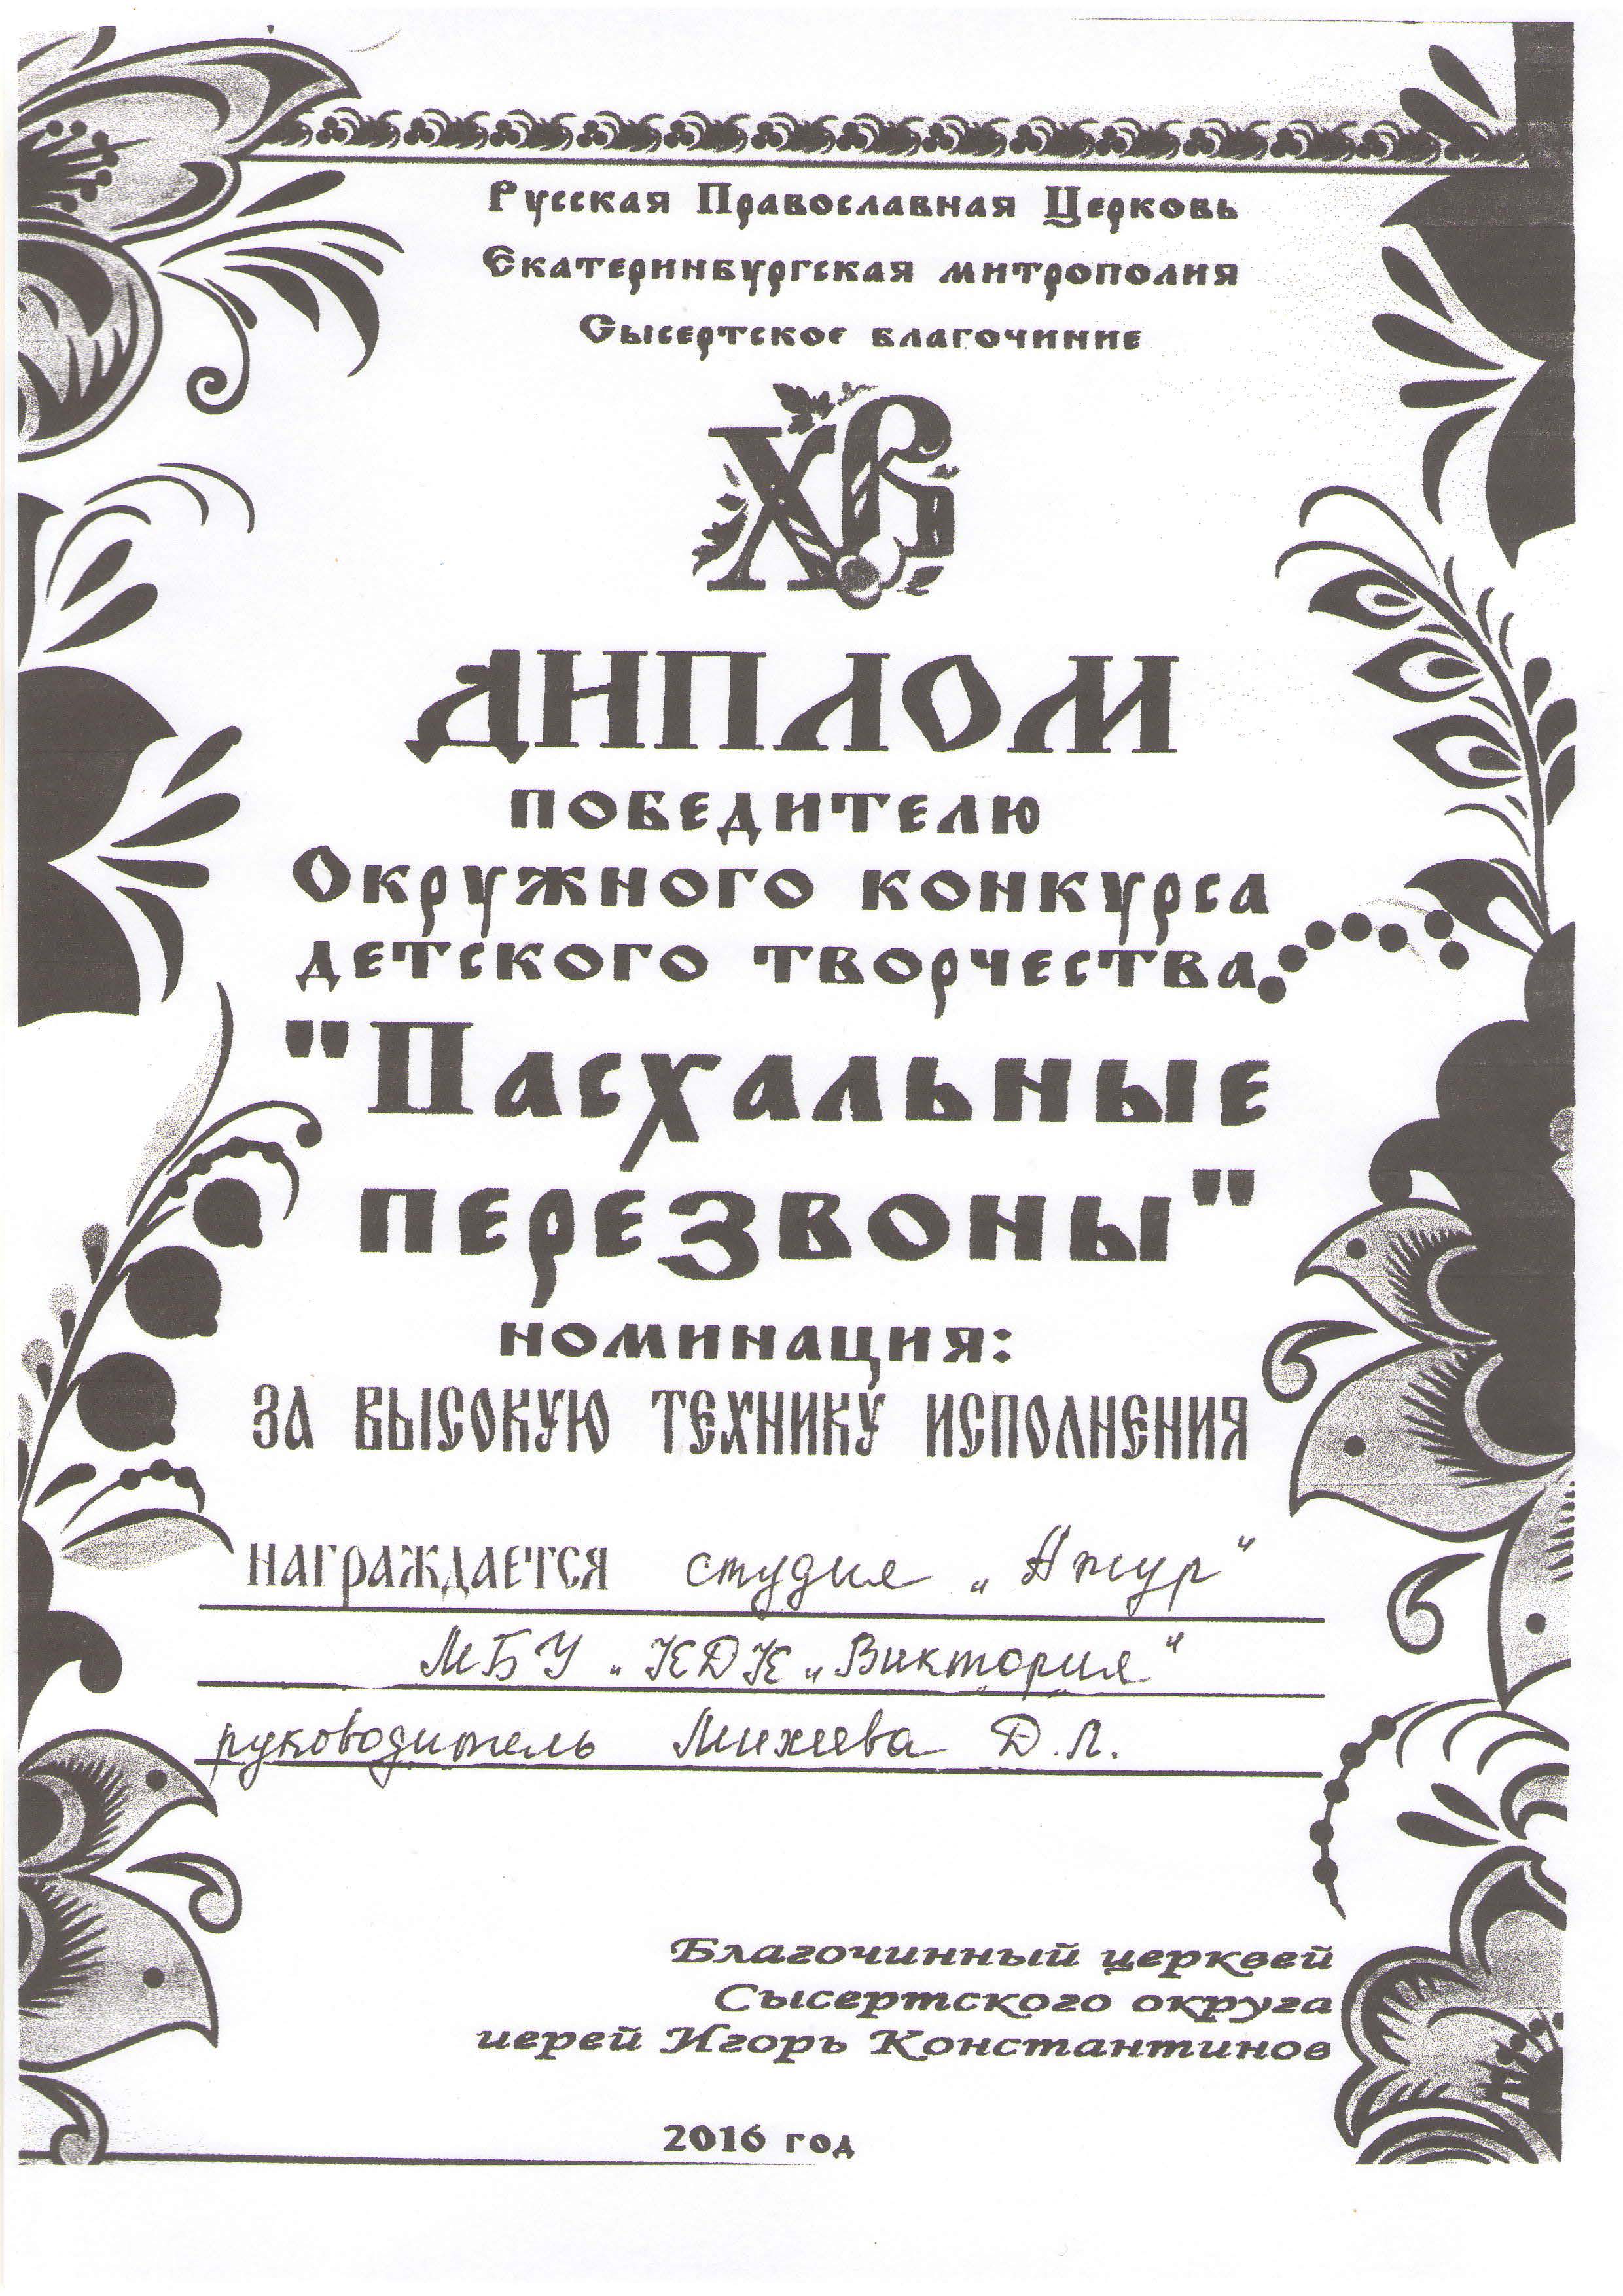 Русская Православная Церковь
Екатеринбургская митрополия
Сысертское благочиние
ХВ
ДИПЛОМ
победителю
Окружного конкурса
детского творчества
"Пасхальные
перезвоны"
номинация:
за высокую технику исполнения
награждается студия „Ажур“
МБУ „КДК „Виктория“
руководитель Михеева Д.Л.
Благочинный церквей
Сысертского округа
иерей Игорь Константинов
2016 год